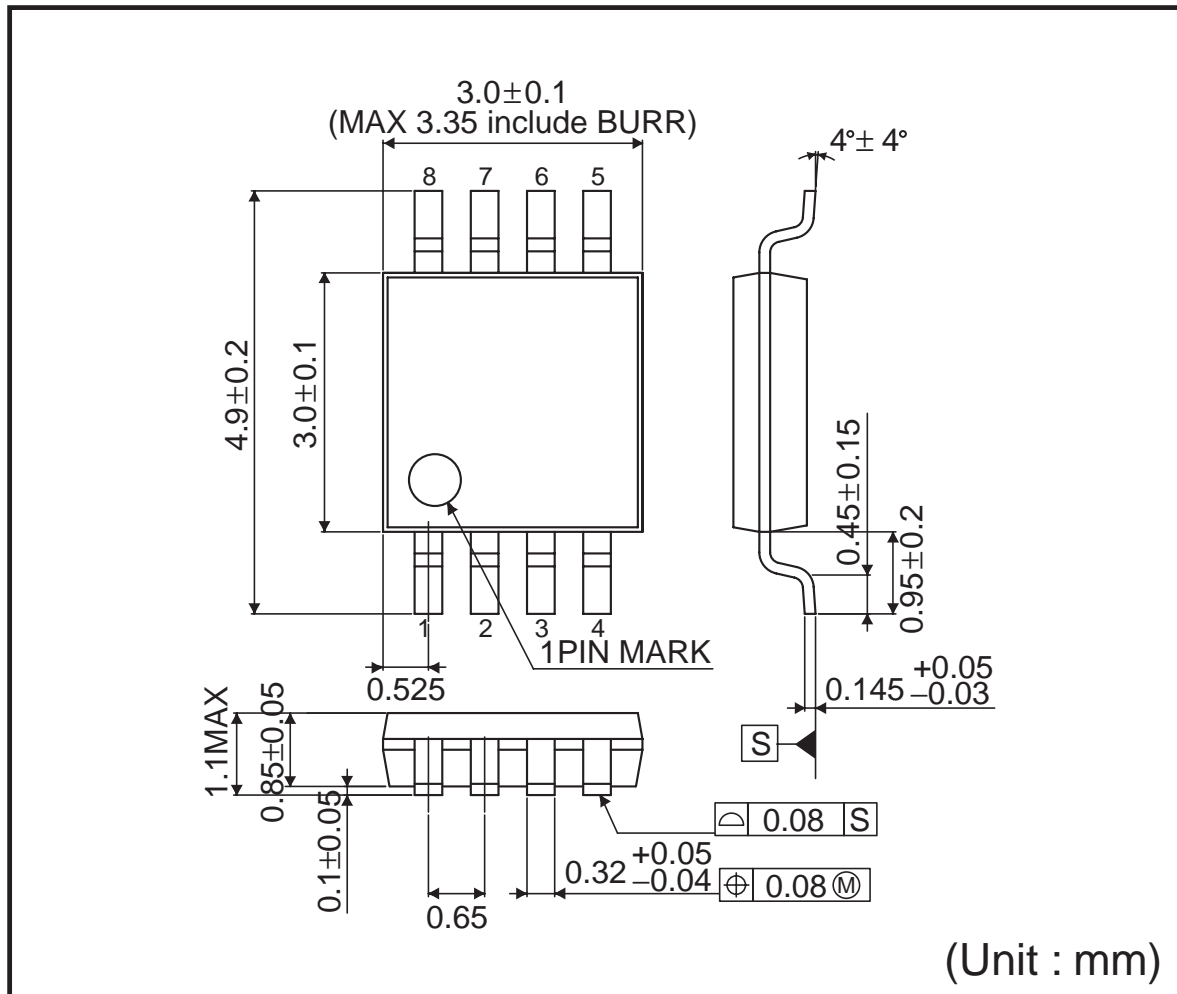 3.0±0.1
(MAX 3.35 include BURR)
4°± 4°
8 7 6 5
4.9±0.2
3.0±0.1
0.45±0.15
0.95±0.2
1 2 3 4
1PIN MARK
0.525
0.145 +0.05
−0.03
S
1.1MAX
0.85±0.05
0.1±0.05
0.08 S
0.65
0.32 +0.05
−0.04
0.08 Ⓜ
(Unit : mm)